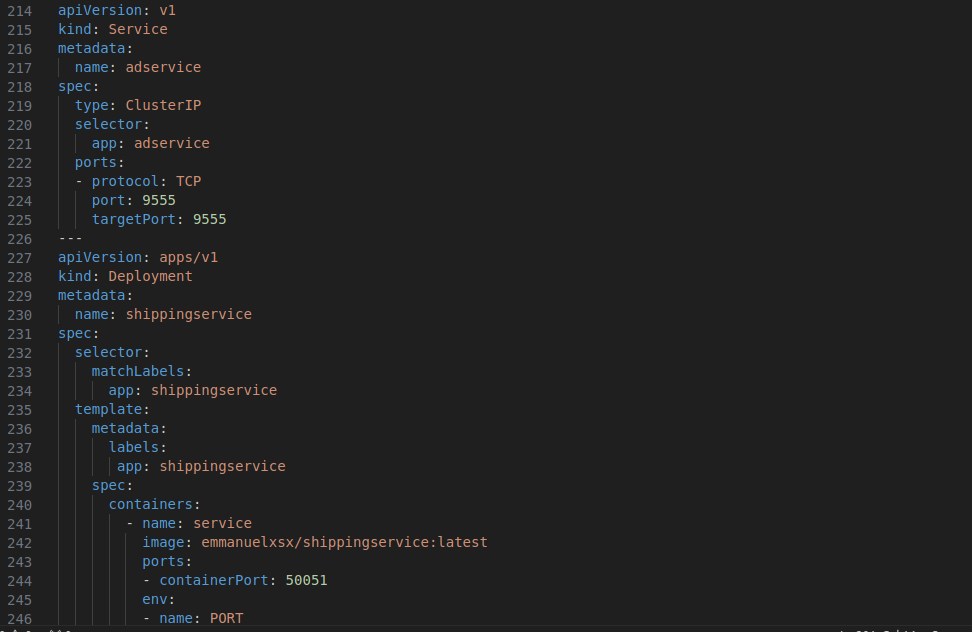 214 apiVersion: v1
215 kind: Service
216 metadata:
217   name: adservice
218 spec:
219   type: ClusterIP
220   selector:
221     app: adservice
222   ports:
223   - protocol: TCP
224     port: 9555
225     targetPort: 9555
226 ---
227 apiVersion: apps/v1
228 kind: Deployment
229 metadata:
230   name: shippingservice
231 spec:
232   selector:
233     matchLabels:
234       app: shippingservice
235   template:
236     metadata:
237       labels:
238        app: shippingservice
239     spec:
240       containers:
241         - name: service
242           image: emmanuelxsx/shippingservice:latest
243           ports:
244           - containerPort: 50051
245           env:
246           - name: PORT